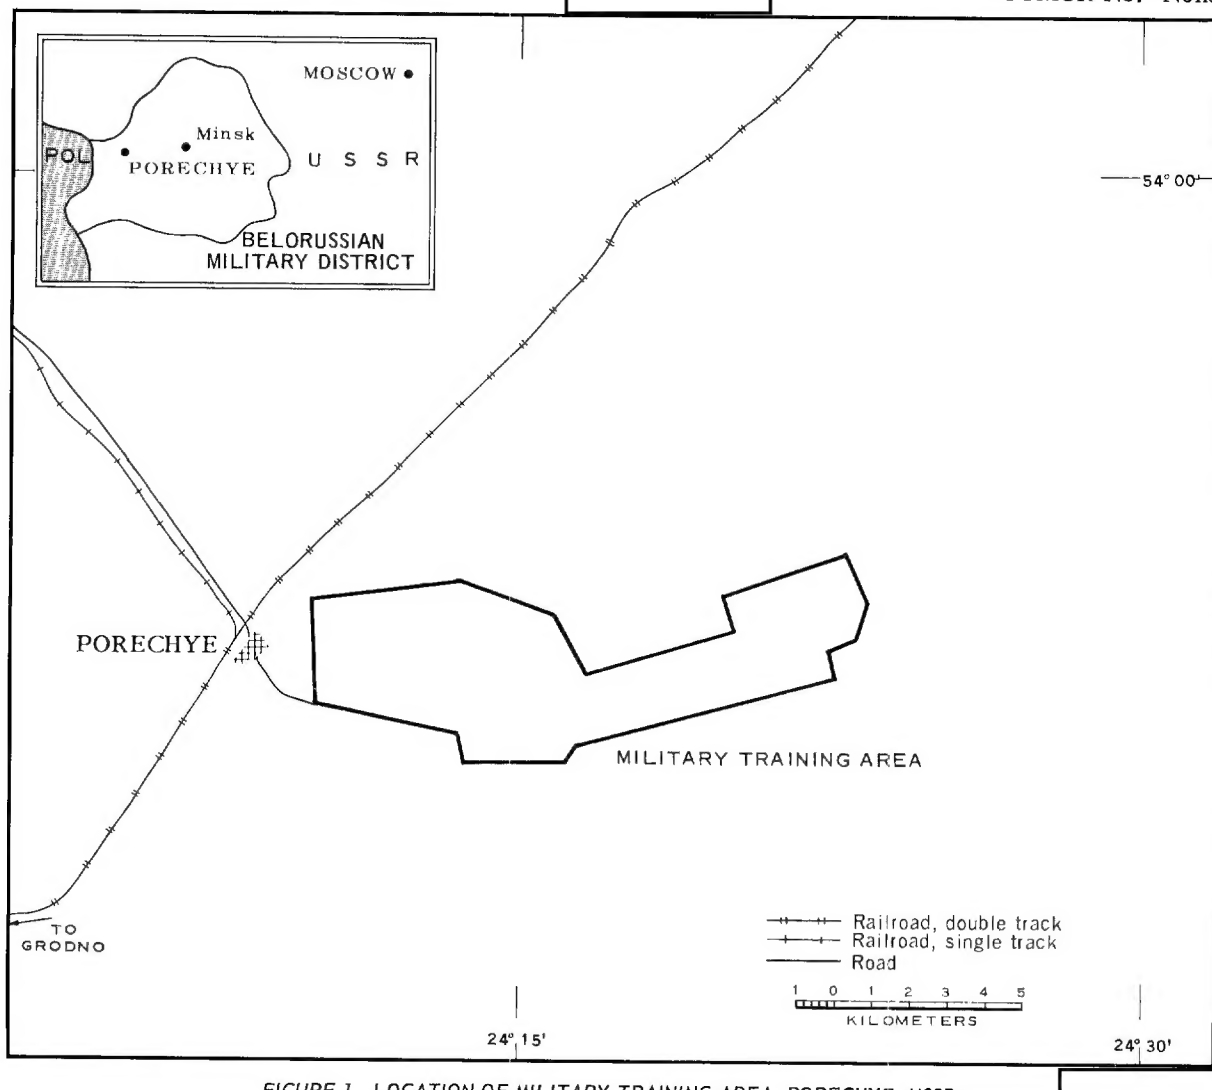 MOSCOW
Minsk
POL
PORECHYE
U S S R
BELORUSSIAN
MILITARY DISTRICT
54° 00'
PORECHYE
MILITARY TRAINING AREA
TO
GRODNO
Railroad, double track
Railroad, single track
Road
1 0 1 2 3 4 5
KILOMETERS
24° 15'
24° 30'
FIGURE 1. LOCATION OF MILITARY TRAINING AREA, PORECHYE, USSR